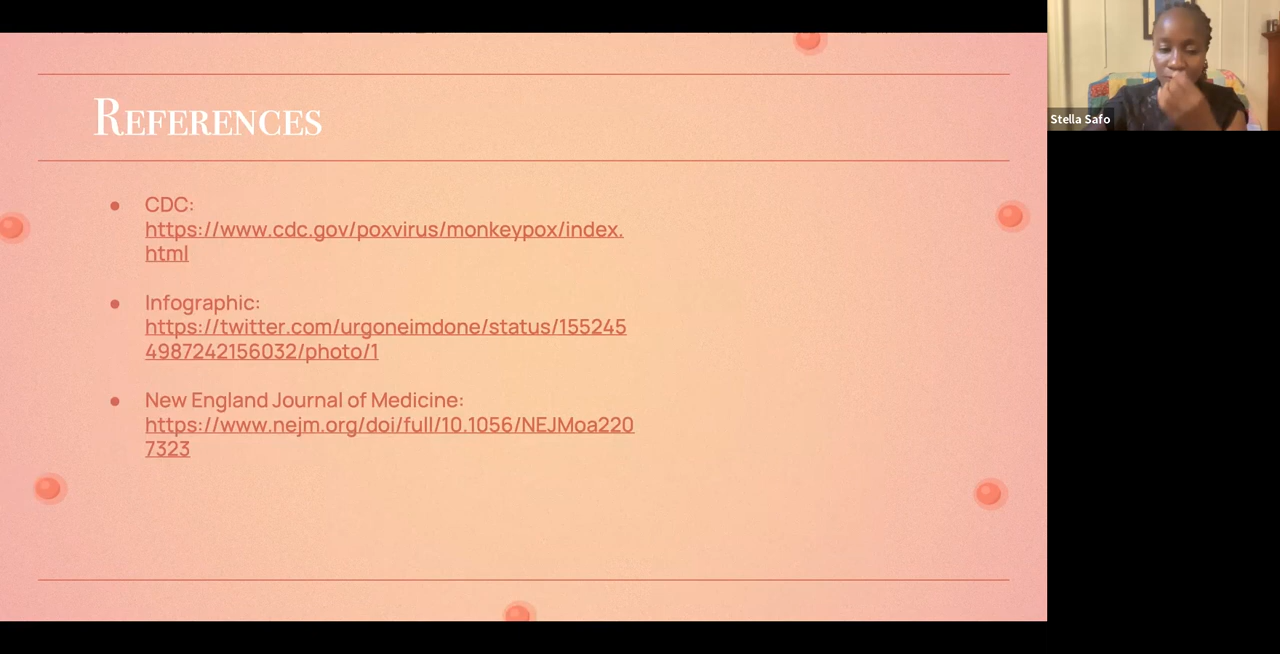 References
CDC:
https://www.cdc.gov/poxvirus/monkeypox/index.
html
Infographic:
https://twitter.com/urgoneimdone/status/155245
4987242156032/photo/1
New England Journal of Medicine:
https://www.nejm.org/doi/full/10.1056/NEJMoa220
7323
Stella Safo